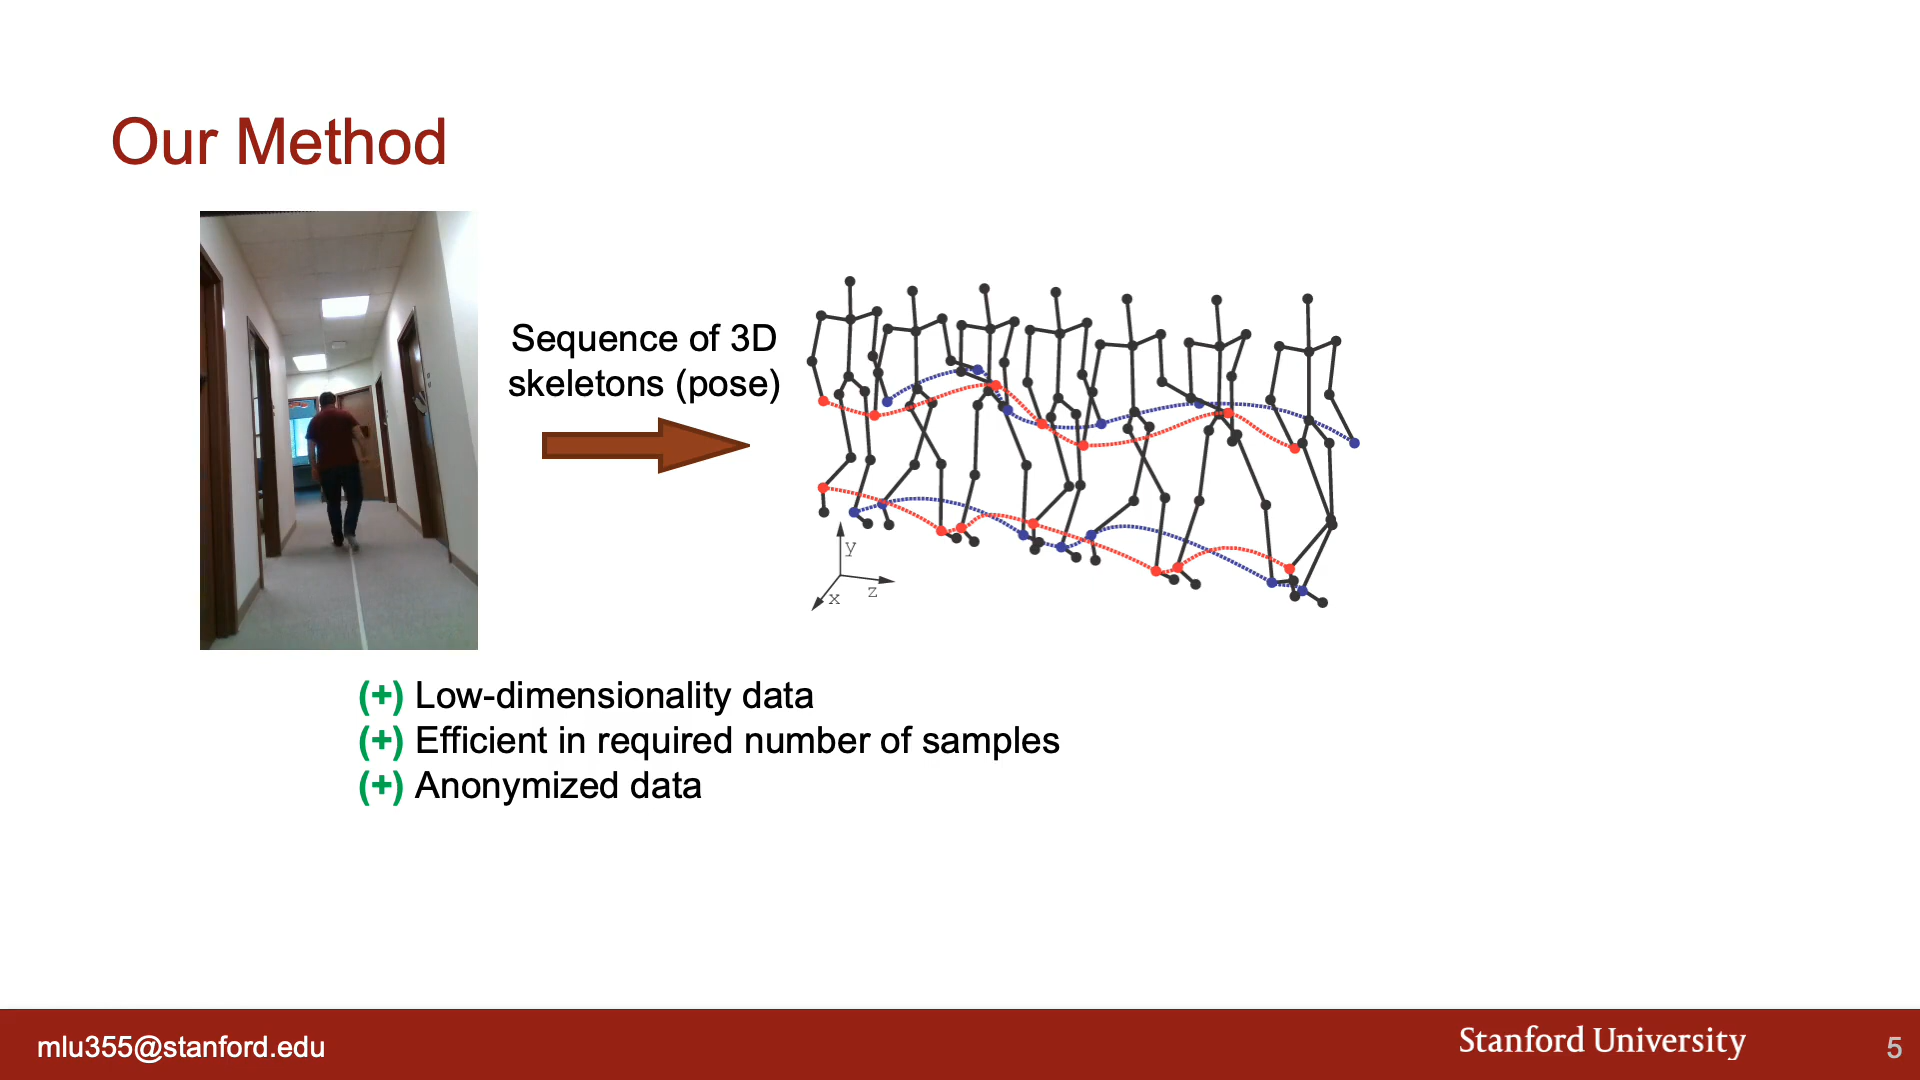 Our Method
Sequence of 3D
skeletons (pose)
y
z
x
(+) Low-dimensionality data
(+) Efficient in required number of samples
(+) Anonymized data
mlu355@stanford.edu
Stanford University
5